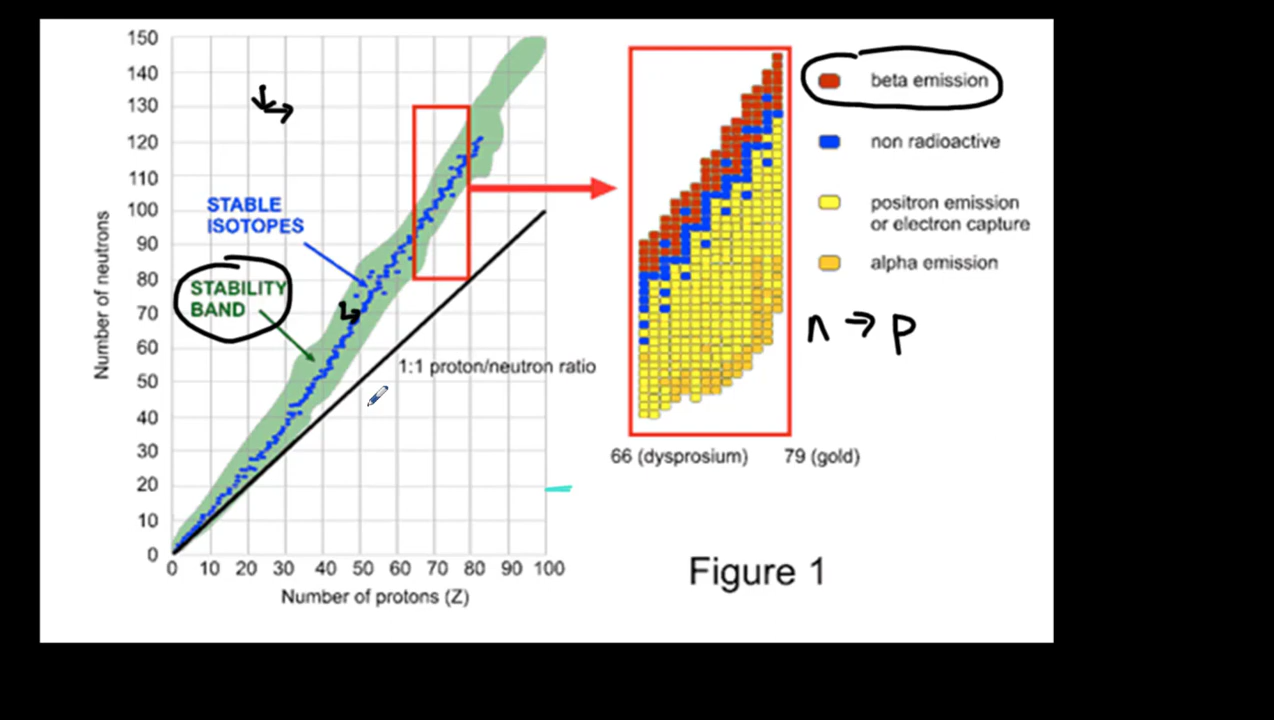 150
140
130
120
110
100
90
80
70
60
50
40
30
20
10
0
Number of neutrons
STABLE
ISOTOPES
STABILITY
BAND
1:1 proton/neutron ratio
0 10 20 30 40 50 60 70 80 90 100
Number of protons (Z)
beta emission
non radioactive
positron emission
or electron capture
alpha emission
n → p
66 (dysprosium) 79 (gold)
Figure 1